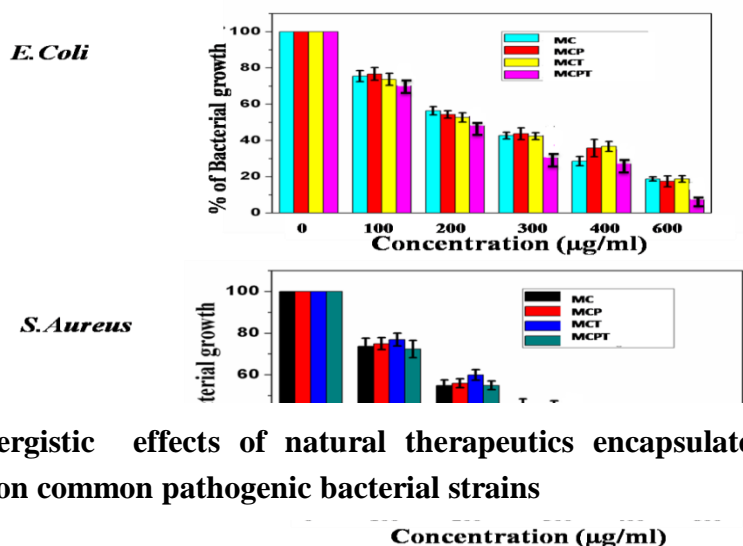 E.Coli
% of Bacterial growth
100
80
60
40
20
0
MC
MCP
MCT
MCPT
0 100 200 300 400 600
Concentration (µg/ml)
S.Aureus
terial growth
100
80
60
MC
MCP
MCT
MCPT
ergistic effects of natural therapeutics encapsulate
on common pathogenic bacterial strains
Concentration (µg/ml)